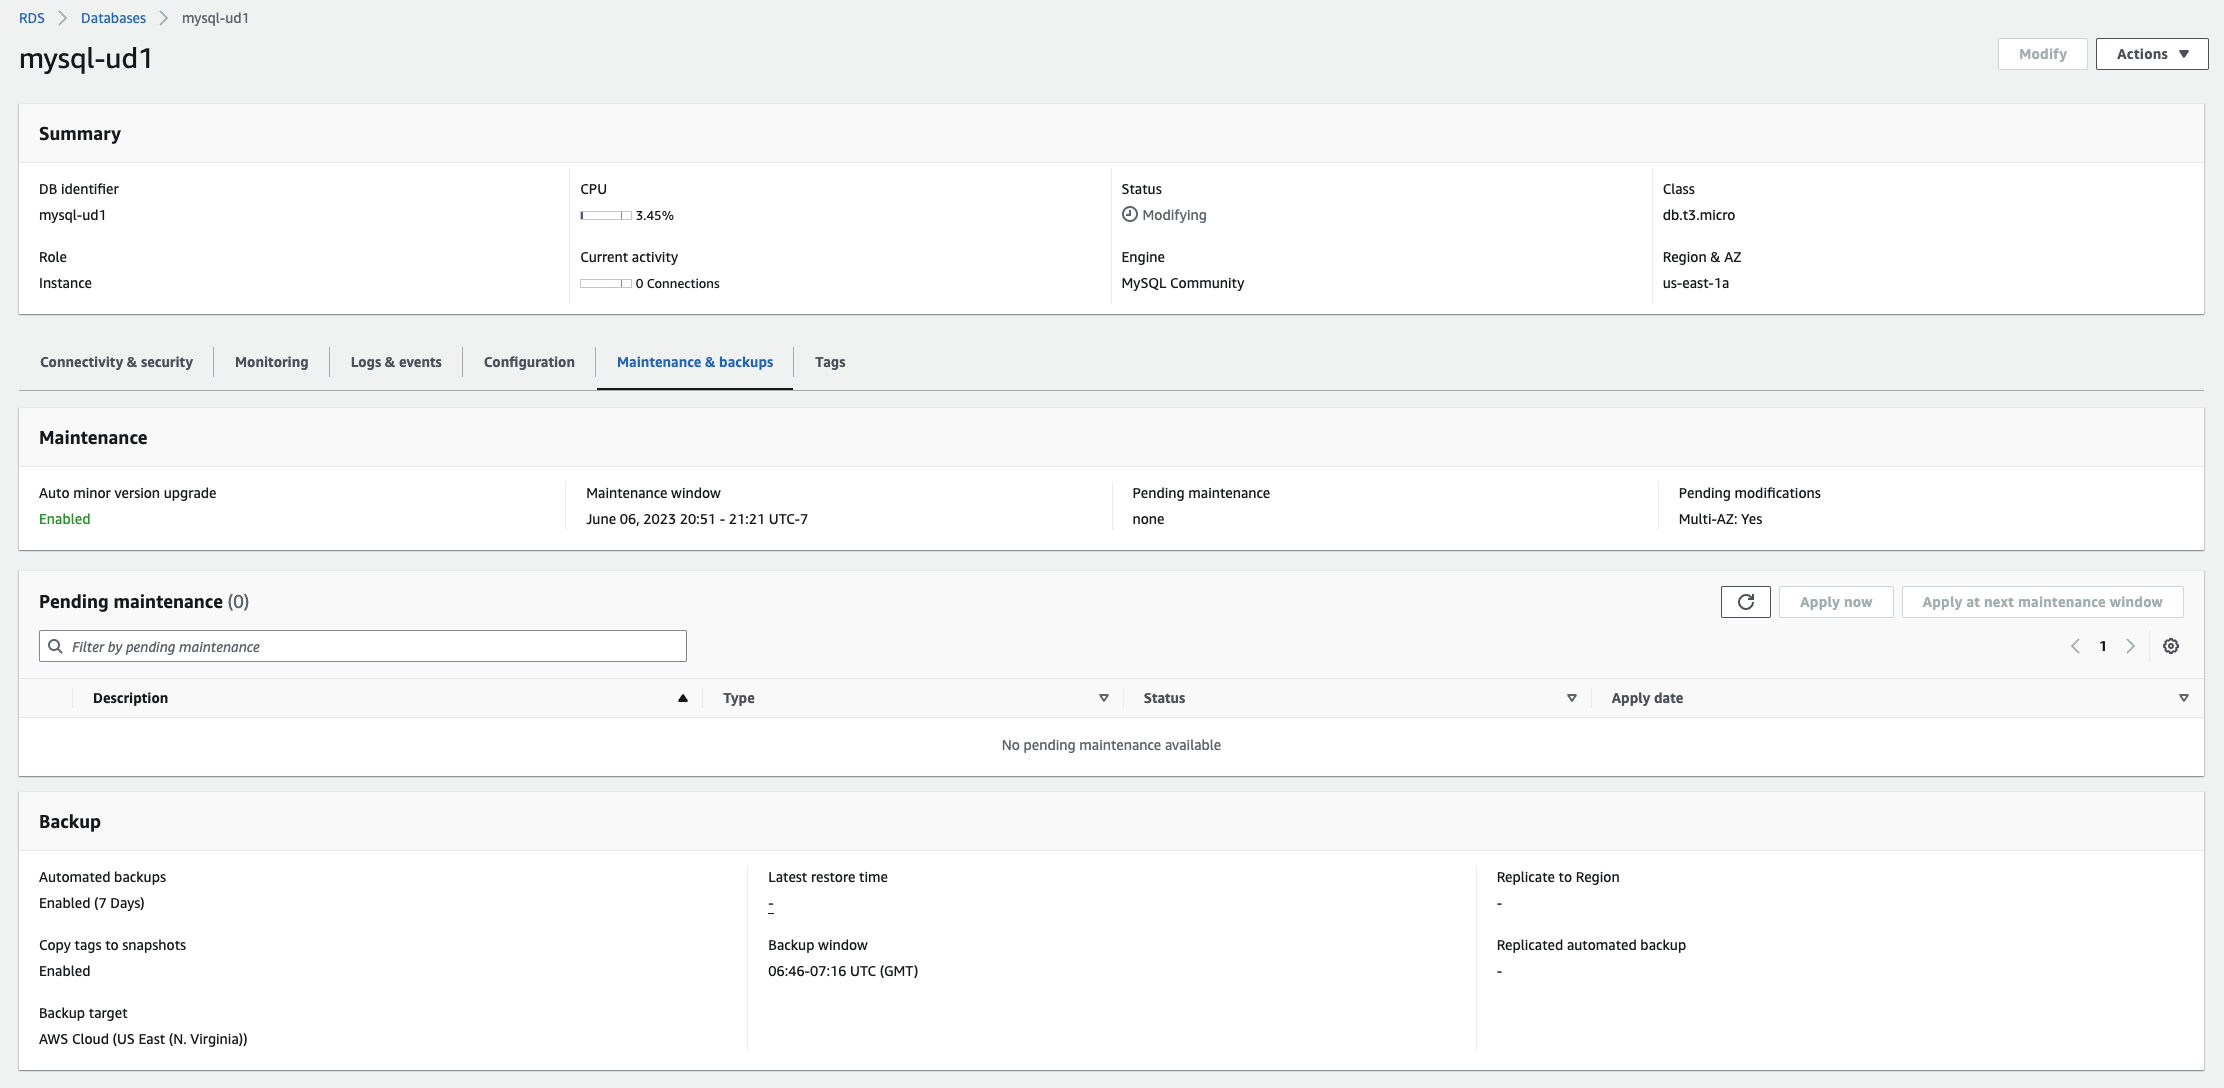 RDS > Databases > mysql-ud1
mysql-ud1
Modify
Actions
Summary
DB identifier
mysql-ud1
CPU
3.45%
Status
Modifying
Class
db.t3.micro
Role
Instance
Current activity
0 Connections
Engine
MySQL Community
Region & AZ
us-east-1a
Connectivity & security
Monitoring
Logs & events
Configuration
Maintenance & backups
Tags
Maintenance
Auto minor version upgrade
Enabled
Maintenance window
June 06, 2023 20:51 - 21:21 UTC-7
Pending maintenance
none
Pending modifications
Multi-AZ: Yes
Pending maintenance (0)
Apply now
Apply at next maintenance window
Filter by pending maintenance
1
Description
Type
Status
Apply date
No pending maintenance available
Backup
Automated backups
Enabled (7 Days)
Copy tags to snapshots
Enabled
Backup target
AWS Cloud (US East (N. Virginia))
Latest restore time
-
Backup window
06:46-07:16 UTC (GMT)
Replicate to Region
-
Replicated automated backup
-